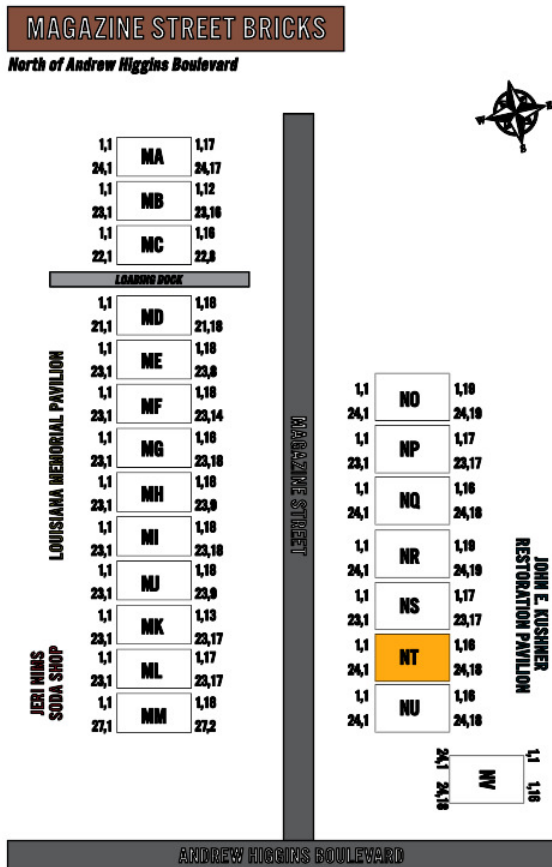 MAGAZINE STREET BRICKS
North of Andrew Higgins Boulevard
N
W
E
S
1,1 MA 1,17
24,1 24,17
1,1 MB 1,12
23,1 23,16
1,1 MC 1,16
22,1 22,8
LOADING DOCK
1,1 MD 1,18
21,1 21,18
1,1 ME 1,18
23,1 23,8
1,1 MF 1,18
23,1 23,14
1,1 MG 1,16
23,1 23,18
1,1 MH 1,18
23,1 23,9
1,1 MI 1,18
23,1 23,18
1,1 MJ 1,18
23,1 23,9
1,1 MK 1,13
23,1 23,17
1,1 ML 1,17
23,1 23,17
1,1 MM 1,18
27,1 27,2
LOUISIANA MEMORIAL PAVILION
JERI NIMS
SODA SHOP
MAGAZINE STREET
1,1 NO 1,19
24,1 24,19
1,1 NP 1,17
23,1 23,17
1,1 NQ 1,16
24,1 24,18
1,1 NR 1,19
24,1 24,19
1,1 NS 1,17
23,1 23,17
1,1 NT 1,16
24,1 24,18
1,1 NU 1,16
24,1 24,18
JOHN E. KUSHNER
RESTORATION PAVILION
24,1 NV 1,1
24,18 1,16
ANDREW HIGGINS BOULEVARD